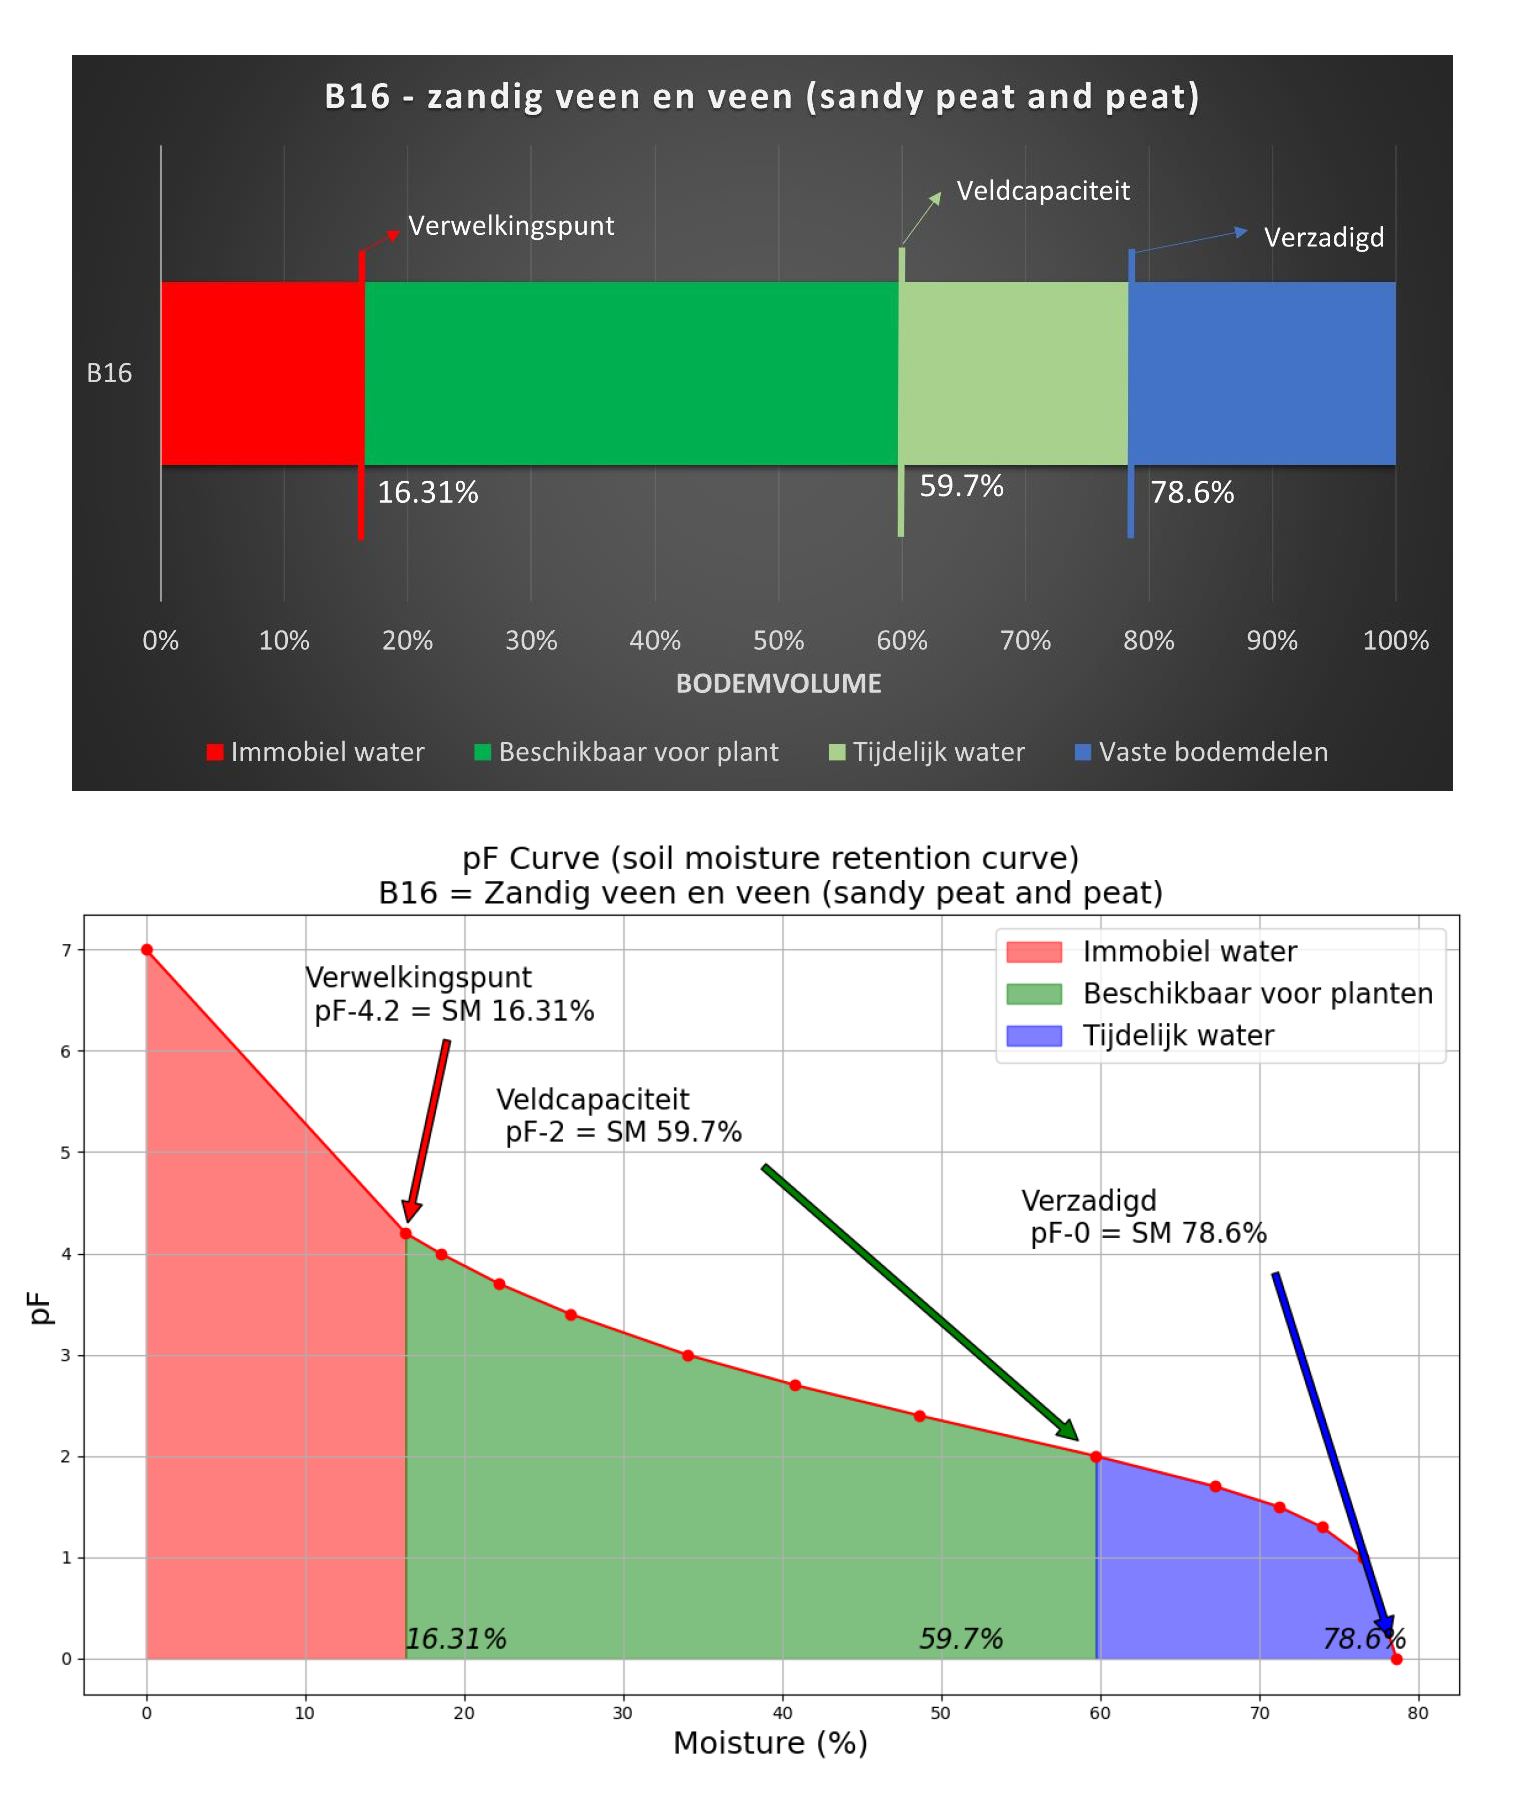 B16 - zandig veen en veen (sandy peat and peat)
Veldcapaciteit
Verwelkingspunt
Verzadigd
B16
16.31%
59.7%
78.6%
0% 10% 20% 30% 40% 50% 60% 70% 80% 90% 100%
BODEMVOLUME
Immobiel water Beschikbaar voor plant Tijdelijk water Vaste bodemdelen
pF Curve (soil moisture retention curve)
B16 = Zandig veen en veen (sandy peat and peat)
7
6
5
4
3
2
1
0
pF
Immobiel water
Beschikbaar voor planten
Tijdelijk water
Verwelkingspunt
pF-4.2 = SM 16.31%
Veldcapaciteit
pF-2 = SM 59.7%
Verzadigd
pF-0 = SM 78.6%
16.31%
59.7%
78.6%
0 10 20 30 40 50 60 70 80
Moisture (%)